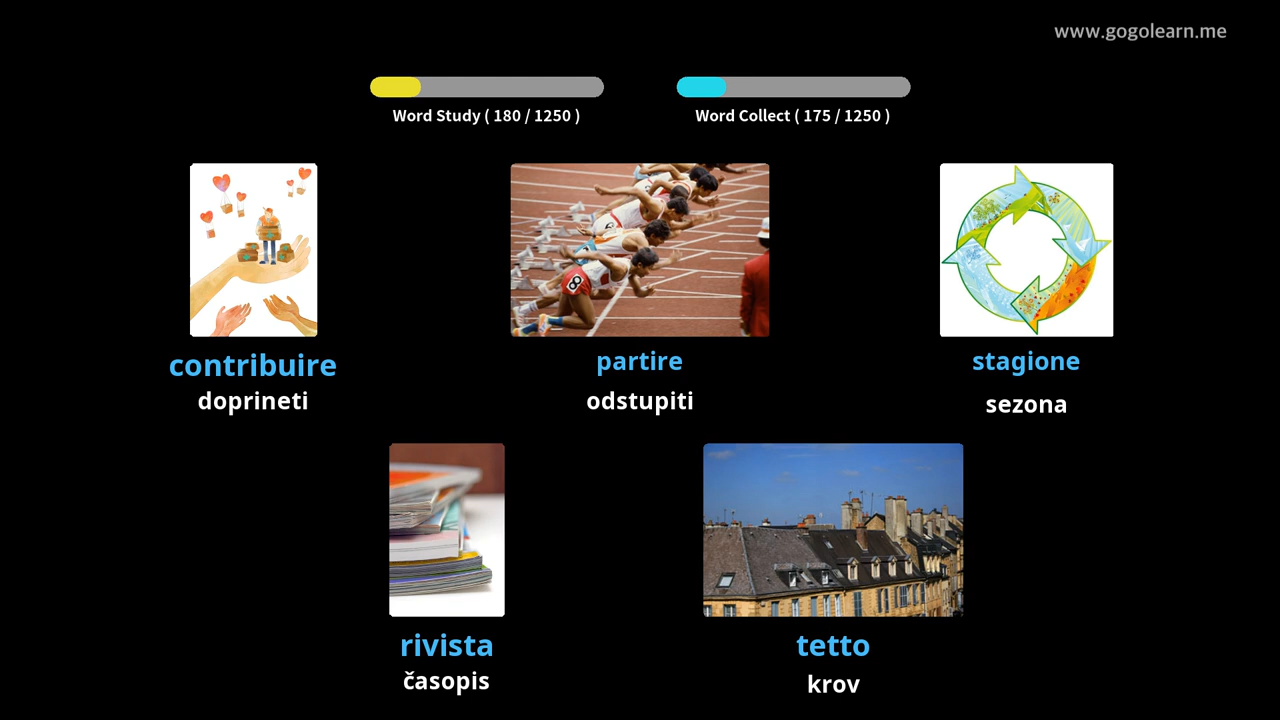 www.gogolearn.me
Word Study ( 180 / 1250 )
Word Collect ( 175 / 1250 )
contribuire
doprineti
partire
odstupiti
stagione
sezona
rivista
časopis
tetto
krov